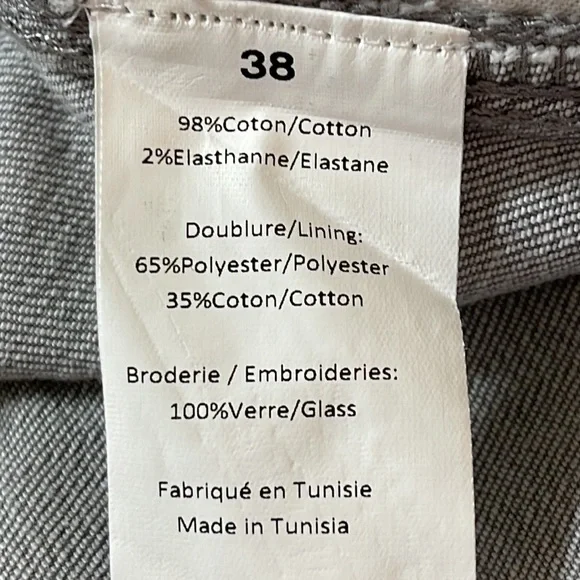 38
98%Coton/Cotton
2%Elasthanne/Elastane
Doublure/Lining:
65%Polyester/Polyester
35%Coton/Cotton
Broderie / Embroideries:
100%Verre/Glass
Fabriqué en Tunisie
Made in Tunisia